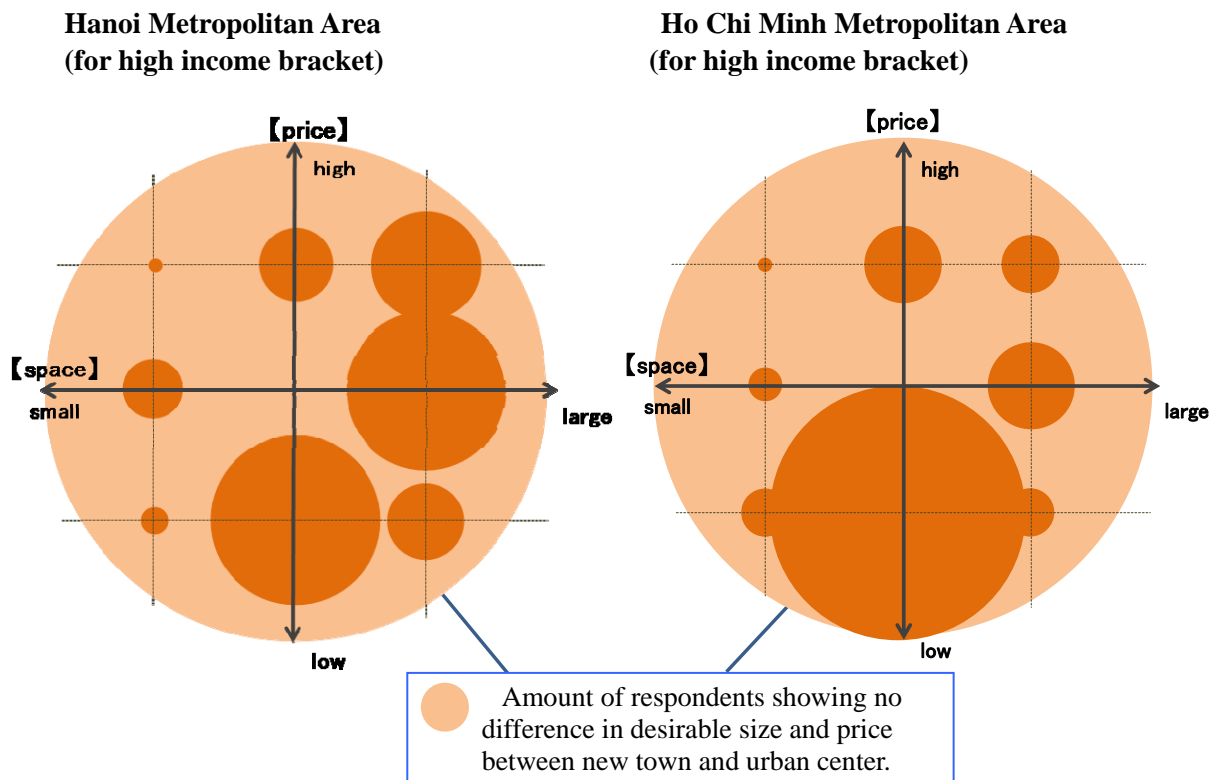 Hanoi Metropolitan Area
(for high income bracket)
Ho Chi Minh Metropolitan Area
(for high income bracket)
【price】
high
【space】
small
large
low
【price】
high
【space】
small
large
low
Amount of respondents showing no
difference in desirable size and price
between new town and urban center.